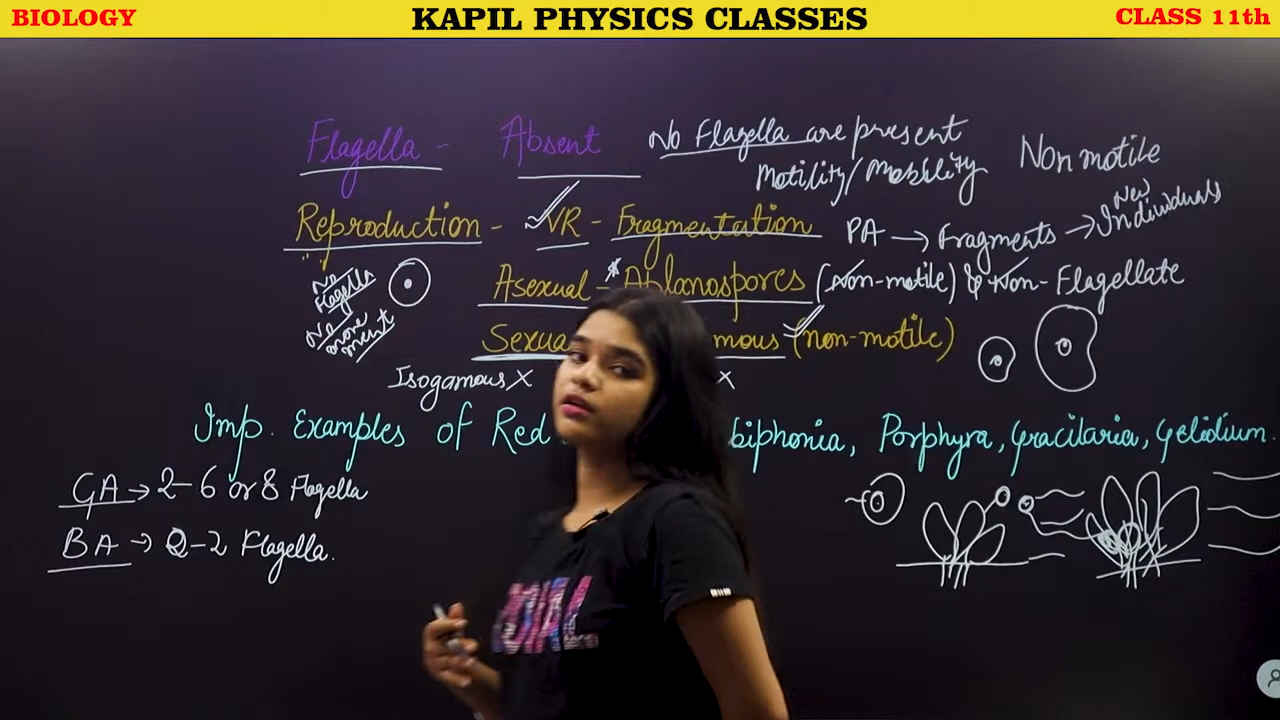 BIOLOGY
KAPIL PHYSICS CLASSES
CLASS 11th
Flagella - Absent
No Flagella are present
Motility/Mobility
Non motile
Reproduction - VR - Fragmentation
PA → Fragments → New Individuals
No Flagella
No movement
Asexual - Aplanospores (Non-motile) & Non-Flagellate
Sexua mous (non-motile)
Isogamous X X
Imp. Examples of Red biphonia, Porphyra, Gracilaria, Gelidium.
GA → 2-6 or 8 Flagella
BA → 2-2 Flagella.